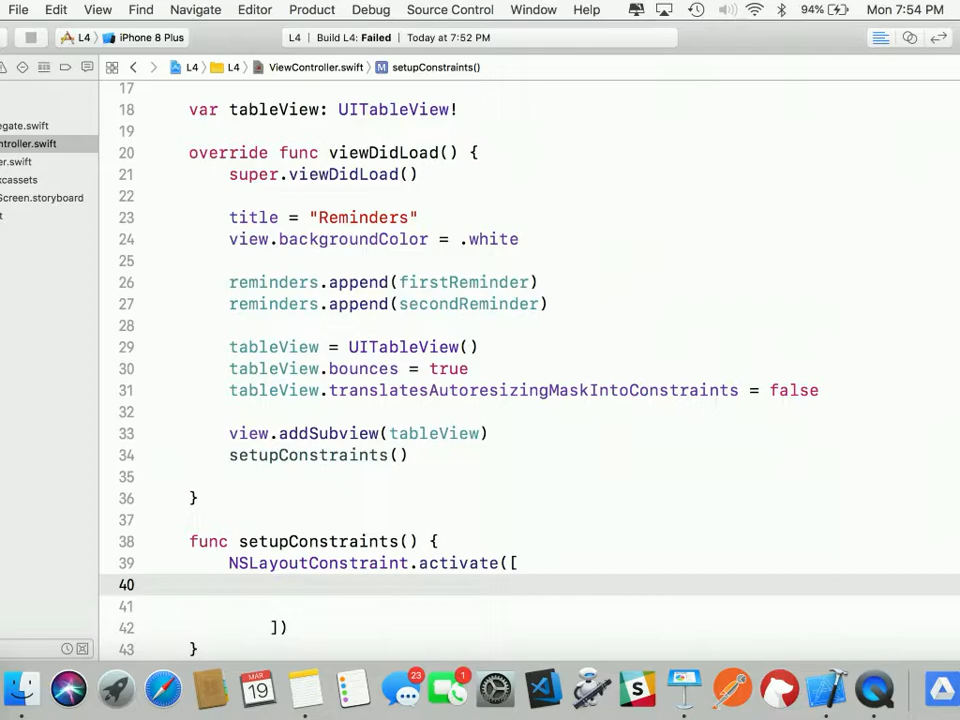 File Edit View Find Navigate Editor Product Debug Source Control Window Help 94% Mon 7:54 PM
L4 iPhone 8 Plus L4 | Build L4: Failed | Today at 7:52 PM
L4 L4 ViewController.swift M setupConstraints()
egate.swift
ntroller.swift
er.swift
xcassets
Screen.storyboard
t
17
18 var tableView: UITableView!
19
20 override func viewDidLoad() {
21 super.viewDidLoad()
22
23 title = "Reminders"
24 view.backgroundColor = .white
25
26 reminders.append(firstReminder)
27 reminders.append(secondReminder)
28
29 tableView = UITableView()
30 tableView.bounces = true
31 tableView.translatesAutoresizingMaskIntoConstraints = false
32
33 view.addSubview(tableView)
34 setupConstraints()
35
36 }
37
38 func setupConstraints() {
39 NSLayoutConstraint.activate([
40
41
42 ])
43 }
MAR 19 23 1